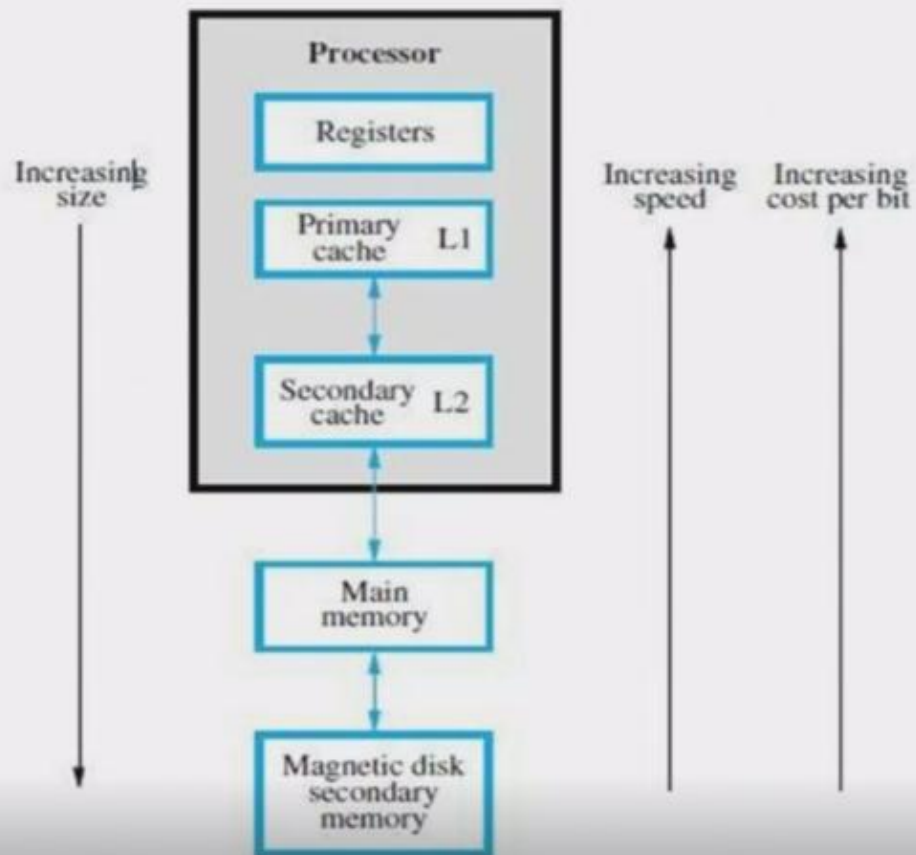 Processor
Registers
Increasing
size
Increasing
speed
Increasing
cost per bit
Primary
cache
L1
Secondary
cache
L2
Main
memory
Magnetic disk
secondary
memory